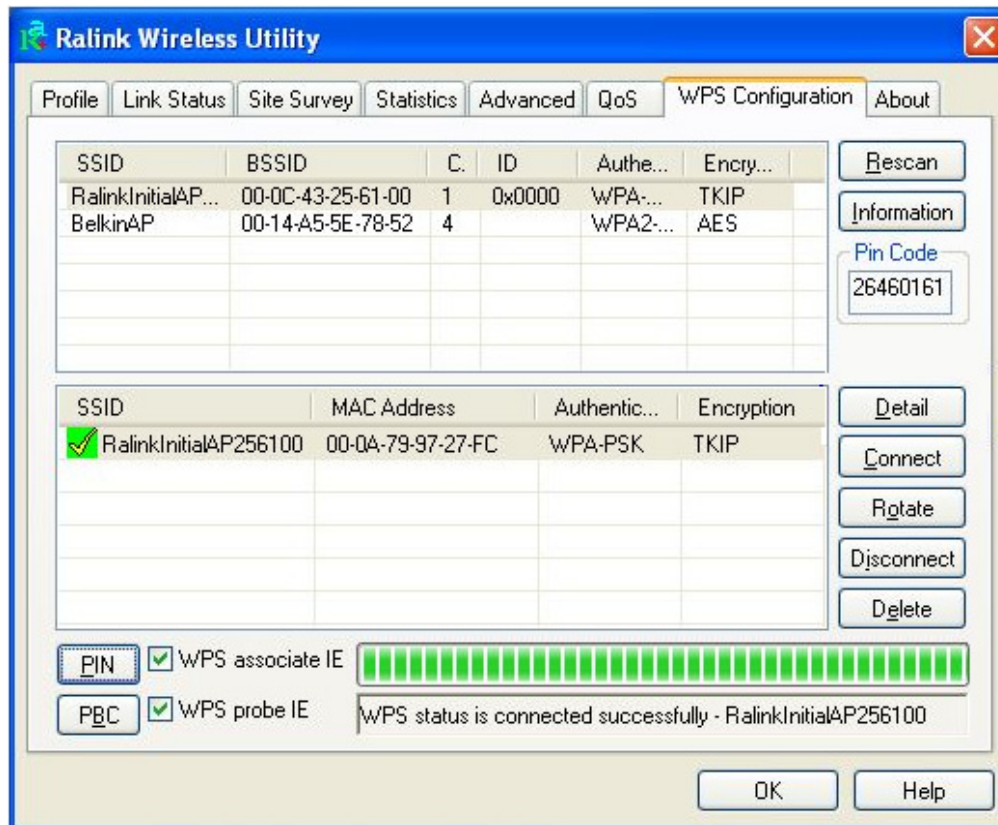 Ralink Wireless Utility
Profile Link Status Site Survey Statistics Advanced QoS WPS Configuration About
SSID BSSID C. ID Authe... Encry...
RalinkInitialAP... 00-0C-43-25-61-00 1 0x0000 WPA-... TKIP
BelkinAP 00-14-A5-5E-78-52 4 WPA2-... AES
Rescan
Information
Pin Code
26460161
SSID MAC Address Authentic... Encryption
RalinkInitialAP256100 00-0A-79-97-27-FC WPA-PSK TKIP
Detail
Connect
Rotate
Disconnect
Delete
PIN WPS associate IE
PBC WPS probe IE WPS status is connected successfully - RalinkInitialAP256100
OK Help